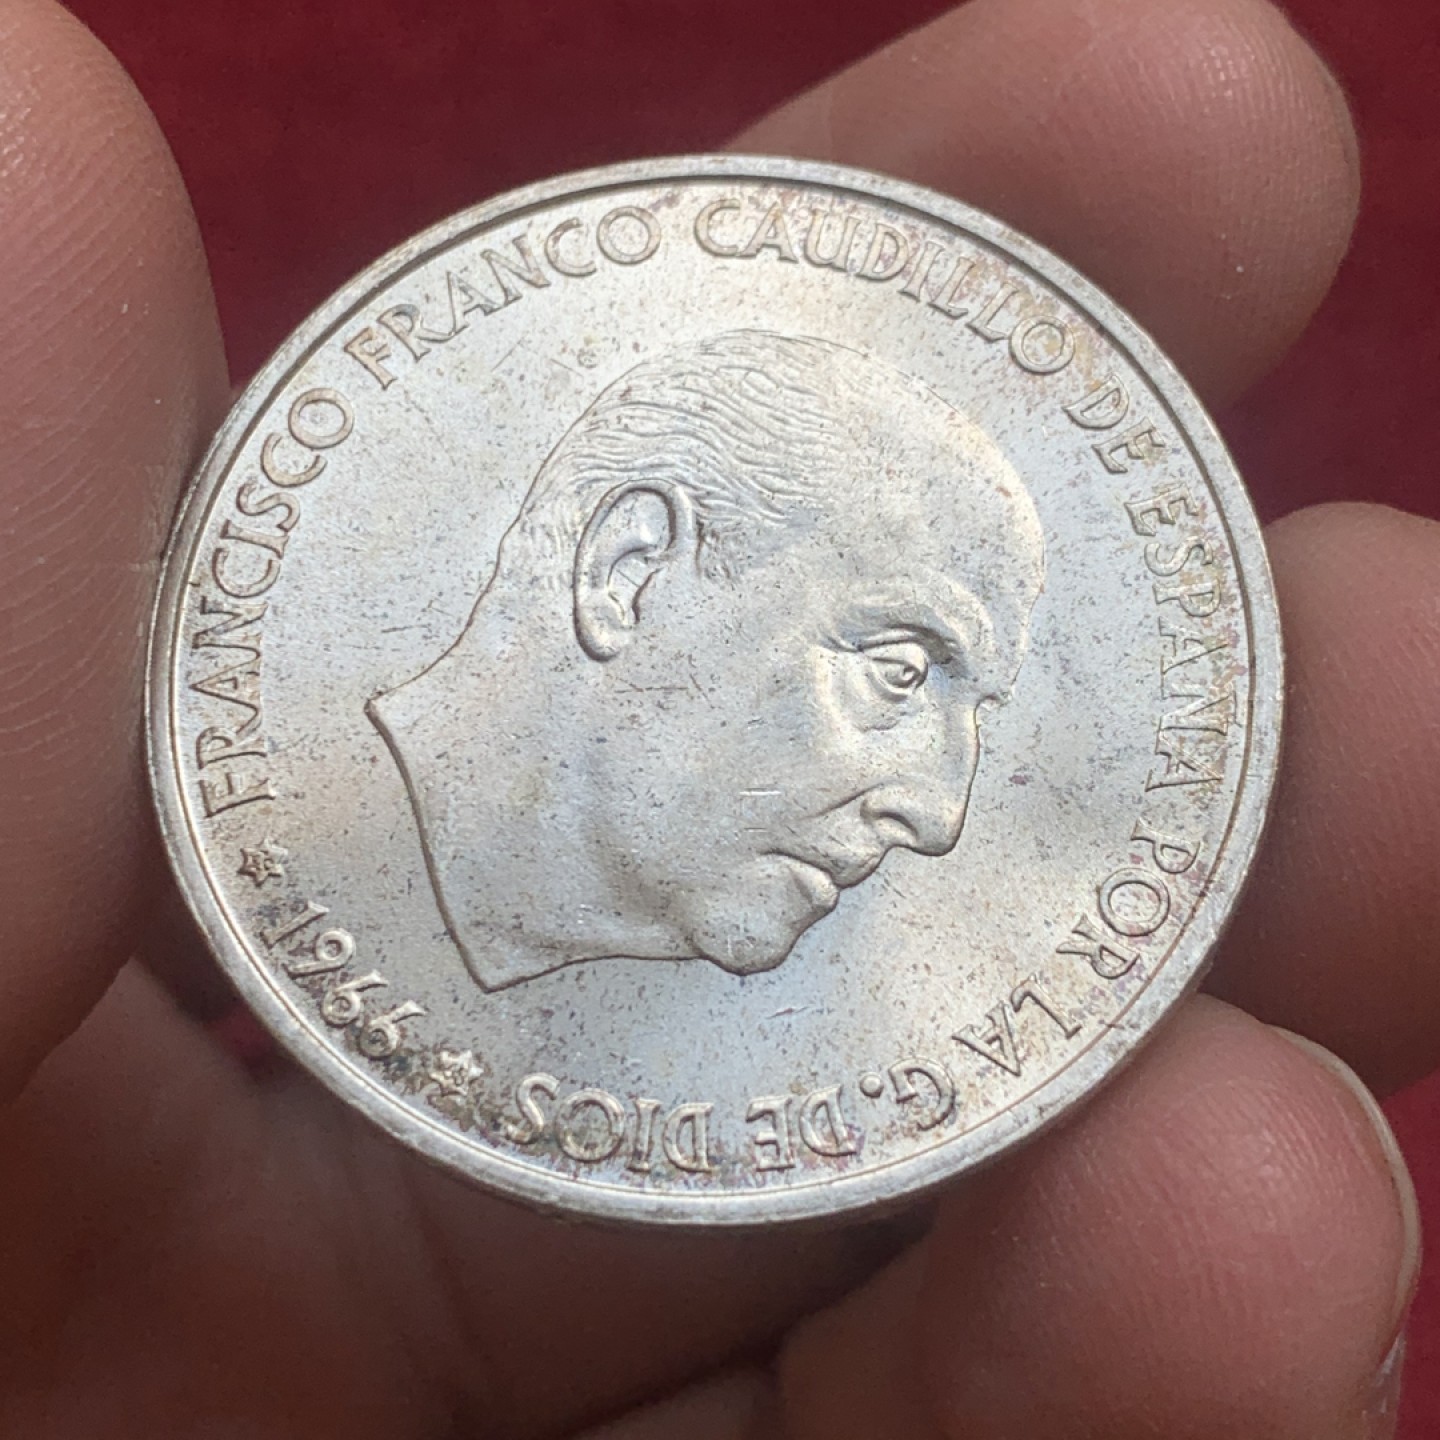 FRANCISCO FRANCO CAUDILLO DE ESPAÑA POR LA G. DE DIOS
* 1966 *